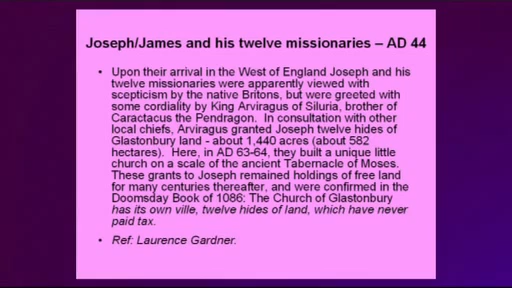 Joseph/James and his twelve missionaries – AD 44
• Upon their arrival in the West of England Joseph and his
twelve missionaries were apparently viewed with
scepticism by the native Britons, but were greeted with
some cordiality by King Arviragus of Siluria, brother of
Caractacus the Pendragon.  In consultation with other
local chiefs, Arviragus granted Joseph twelve hides of
Glastonbury land - about 1,440 acres (about 582
hectares).  Here, in AD 63-64, they built a unique little
church on a scale of the ancient Tabernacle of Moses.
These grants to Joseph remained holdings of free land
for many centuries thereafter, and were confirmed in the
Doomsday Book of 1086: The Church of Glastonbury
has its own ville, twelve hides of land, which have never
paid tax.
• Ref: Laurence Gardner.